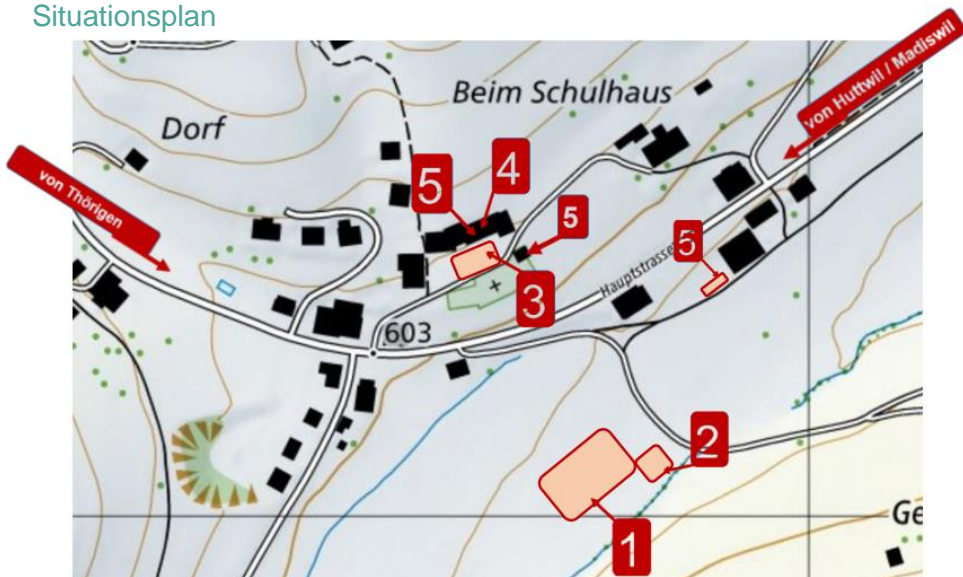 Situationsplan
von Huttwil / Madiswil
Beim Schulhaus
Dorf
von Thörigen
5
4
5
5
Hauptstrasse
3
603
2
1
Ge